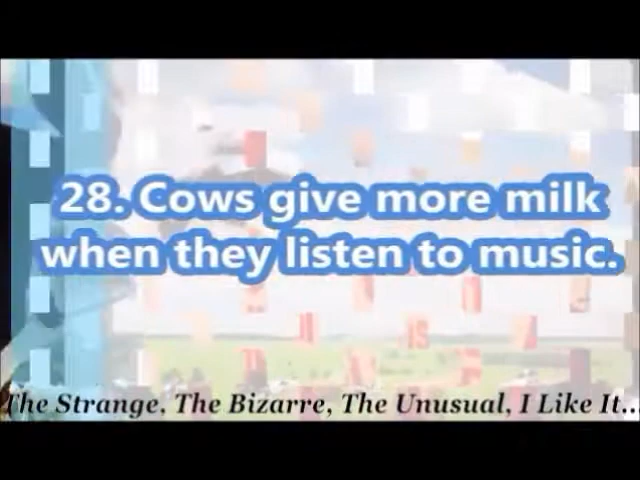 28. Cows give more milk
when they listen to music.
The Strange. The Bizarre, The Unusual, I Like It...